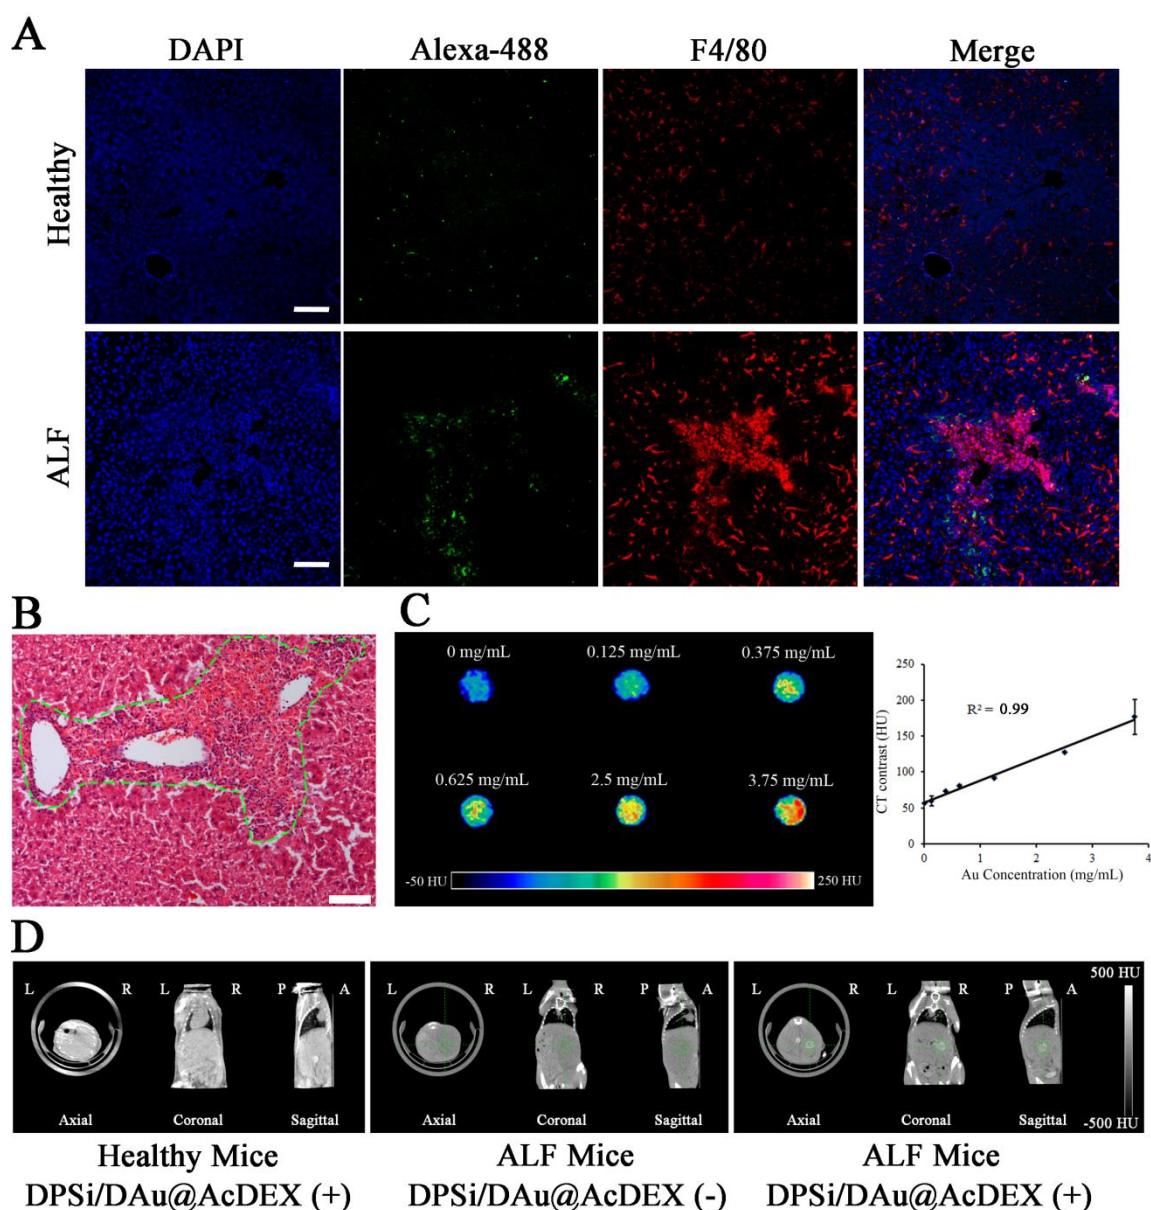 A
DAPI
Alexa-488
F4/80
Merge
Healthy
ALF
B
C
0 mg/mL
0.125 mg/mL
0.375 mg/mL
0.625 mg/mL
2.5 mg/mL
3.75 mg/mL
-50 HU
250 HU
CT contrast (HU)
250
200
150
100
50
0
R² = 0.99
0 1 2 3 4
Au Concentration (mg/mL)
D
L R L R P A
Axial Coronal Sagittal
Healthy Mice
DPSi/DAu@AcDEX (+)
L R L R P A
Axial Coronal Sagittal
ALF Mice
DPSi/DAu@AcDEX (-)
L R L R P A
500 HU
-500 HU
Axial Coronal Sagittal
ALF Mice
DPSi/DAu@AcDEX (+)